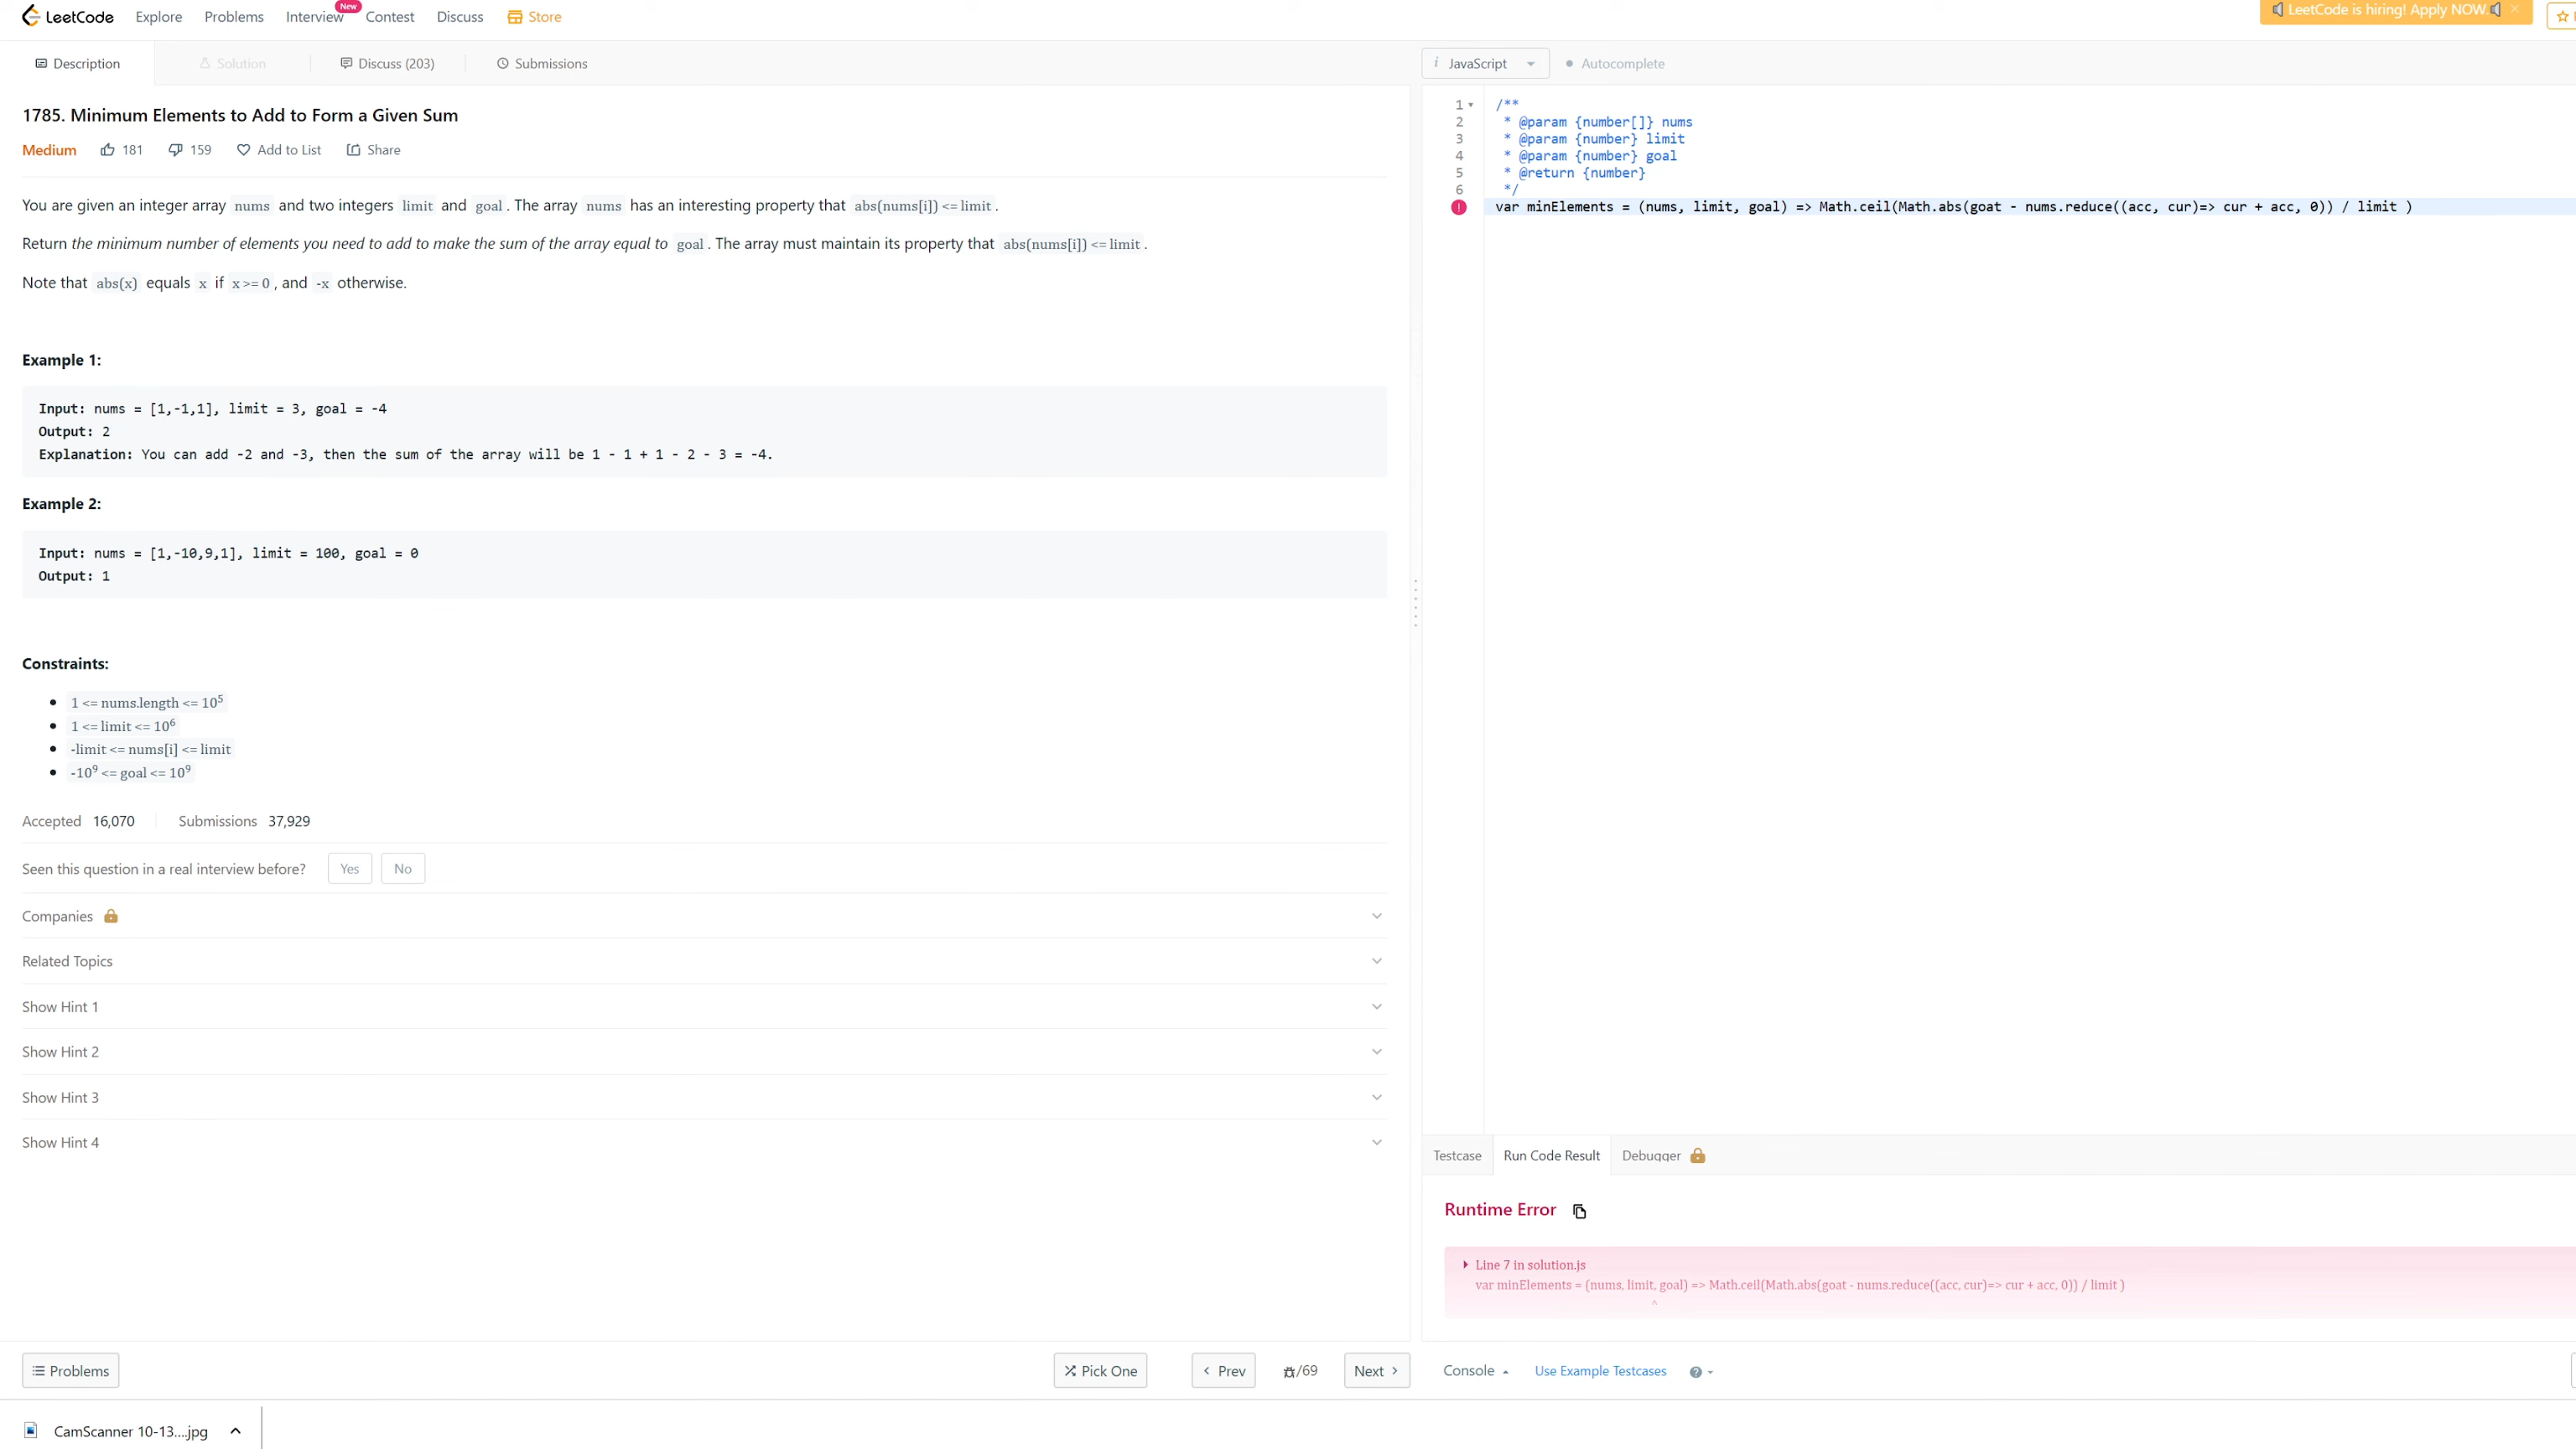 LeetCode Explore Problems Interview New Contest Discuss Store LeetCode is hiring! Apply NOW
Description Solution Discuss (203) Submissions
1785. Minimum Elements to Add to Form a Given Sum
Medium 181 159 Add to List Share
You are given an integer array nums and two integers limit and goal. The array nums has an interesting property that abs(nums[i]) <= limit.
Return the minimum number of elements you need to add to make the sum of the array equal to goal. The array must maintain its property that abs(nums[i]) <= limit.
Note that abs(x) equals x if x >= 0, and -x otherwise.
Example 1:
Input: nums = [1,-1,1], limit = 3, goal = -4
Output: 2
Explanation: You can add -2 and -3, then the sum of the array will be 1 - 1 + 1 - 2 - 3 = -4.
Example 2:
Input: nums = [1,-10,9,1], limit = 100, goal = 0
Output: 1
Constraints:
1 <= nums.length <= 10⁵
1 <= limit <= 10⁶
-limit <= nums[i] <= limit
-10⁹ <= goal <= 10⁹
Accepted 16,070 Submissions 37,929
Seen this question in a real interview before? Yes No
Companies
Related Topics
Show Hint 1
Show Hint 2
Show Hint 3
Show Hint 4
Problems Pick One Prev /69 Next
CamScanner 10-13....jpg
i JavaScript Autocomplete
1 /**
2 * @param {number[]} nums
3 * @param {number} limit
4 * @param {number} goal
5 * @return {number}
6 */
var minElements = (nums, limit, goal) => Math.ceil(Math.abs(goat - nums.reduce((acc, cur)=> cur + acc, 0)) / limit )
Testcase Run Code Result Debugger
Runtime Error
Line 7 in solution.js
var minElements = (nums, limit, goal) => Math.ceil(Math.abs(goat - nums.reduce((acc, cur)=> cur + acc, 0)) / limit )
^
Console Use Example Testcases ?